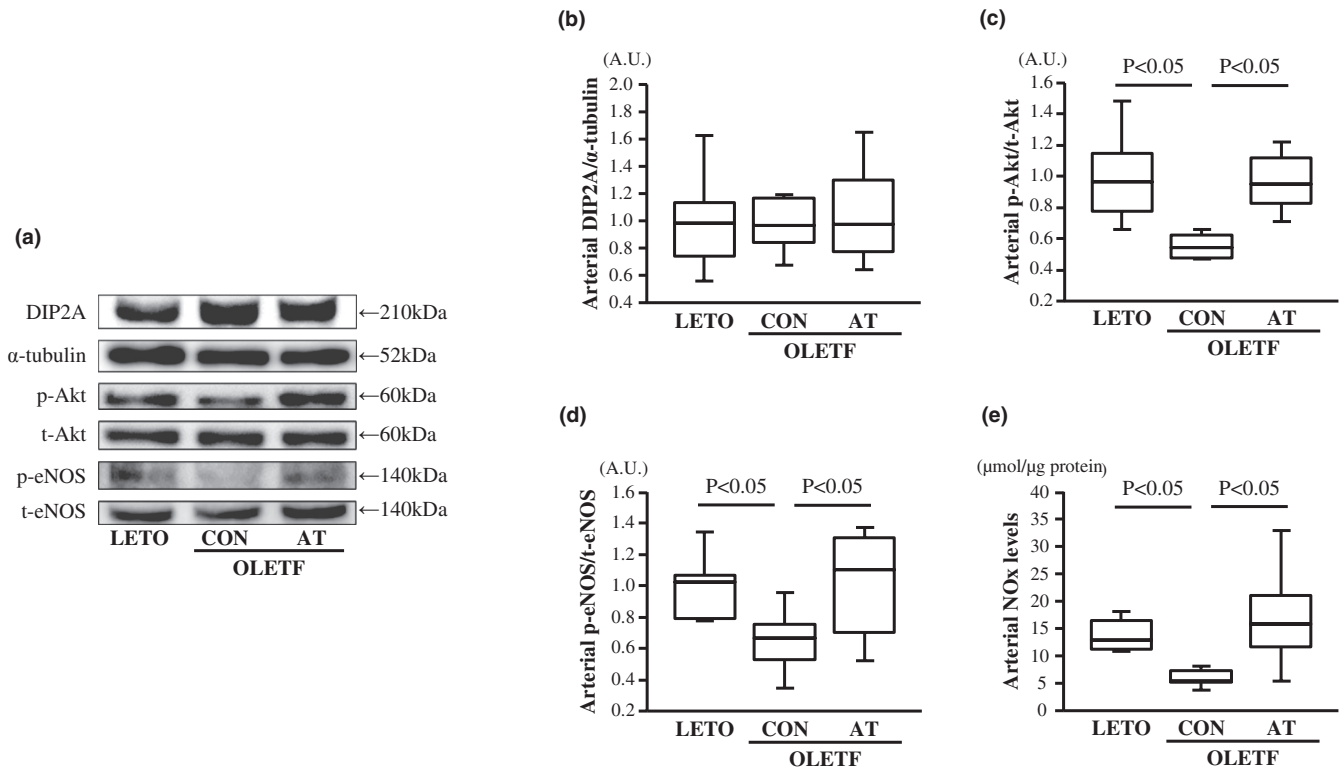 (a)
DIP2A ←210kDa
α-tubulin ←52kDa
p-Akt ←60kDa
t-Akt ←60kDa
p-eNOS ←140kDa
t-eNOS ←140kDa
LETO CON AT
OLETF
(b)
(A.U.)
Arterial DIP2A/α-tubulin
2.0
1.8
1.6
1.4
1.2
1.0
0.8
0.6
0.4
LETO CON AT
OLETF
(c)
(A.U.)
P<0.05 P<0.05
Arterial p-Akt/t-Akt
1.6
1.4
1.2
1.0
0.8
0.6
0.4
0.2
LETO CON AT
OLETF
(d)
(A.U.)
P<0.05 P<0.05
Arterial p-eNOS/t-eNOS
1.6
1.4
1.2
1.0
0.8
0.6
0.4
0.2
LETO CON AT
OLETF
(e)
(μmol/μg protein)
P<0.05 P<0.05
Arterial NOx levels
40
35
30
25
20
15
10
5
0
LETO CON AT
OLETF